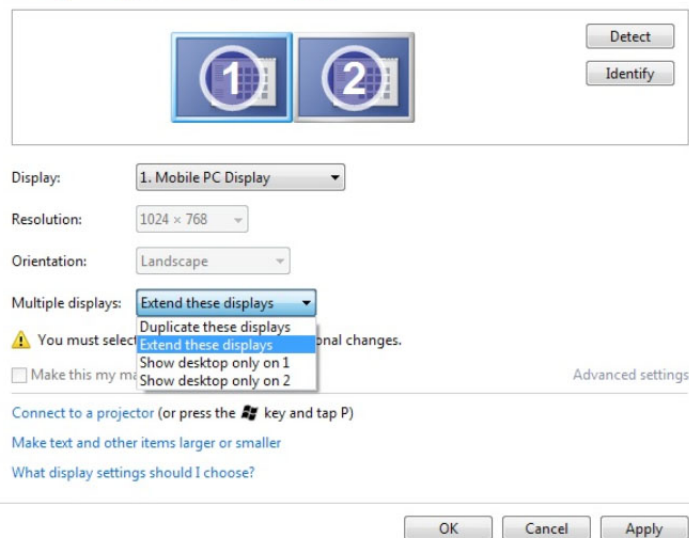 1 2
Detect
Identify
Display: 1. Mobile PC Display
Resolution: 1024 × 768
Orientation: Landscape
Multiple displays: Extend these displays
Duplicate these displays
You must select onal changes.
Extend these displays
Show desktop only on 1
Make this my ma Advanced settings
Show desktop only on 2
Connect to a projector (or press the key and tap P)
Make text and other items larger or smaller
What display settings should I choose?
OK Cancel Apply